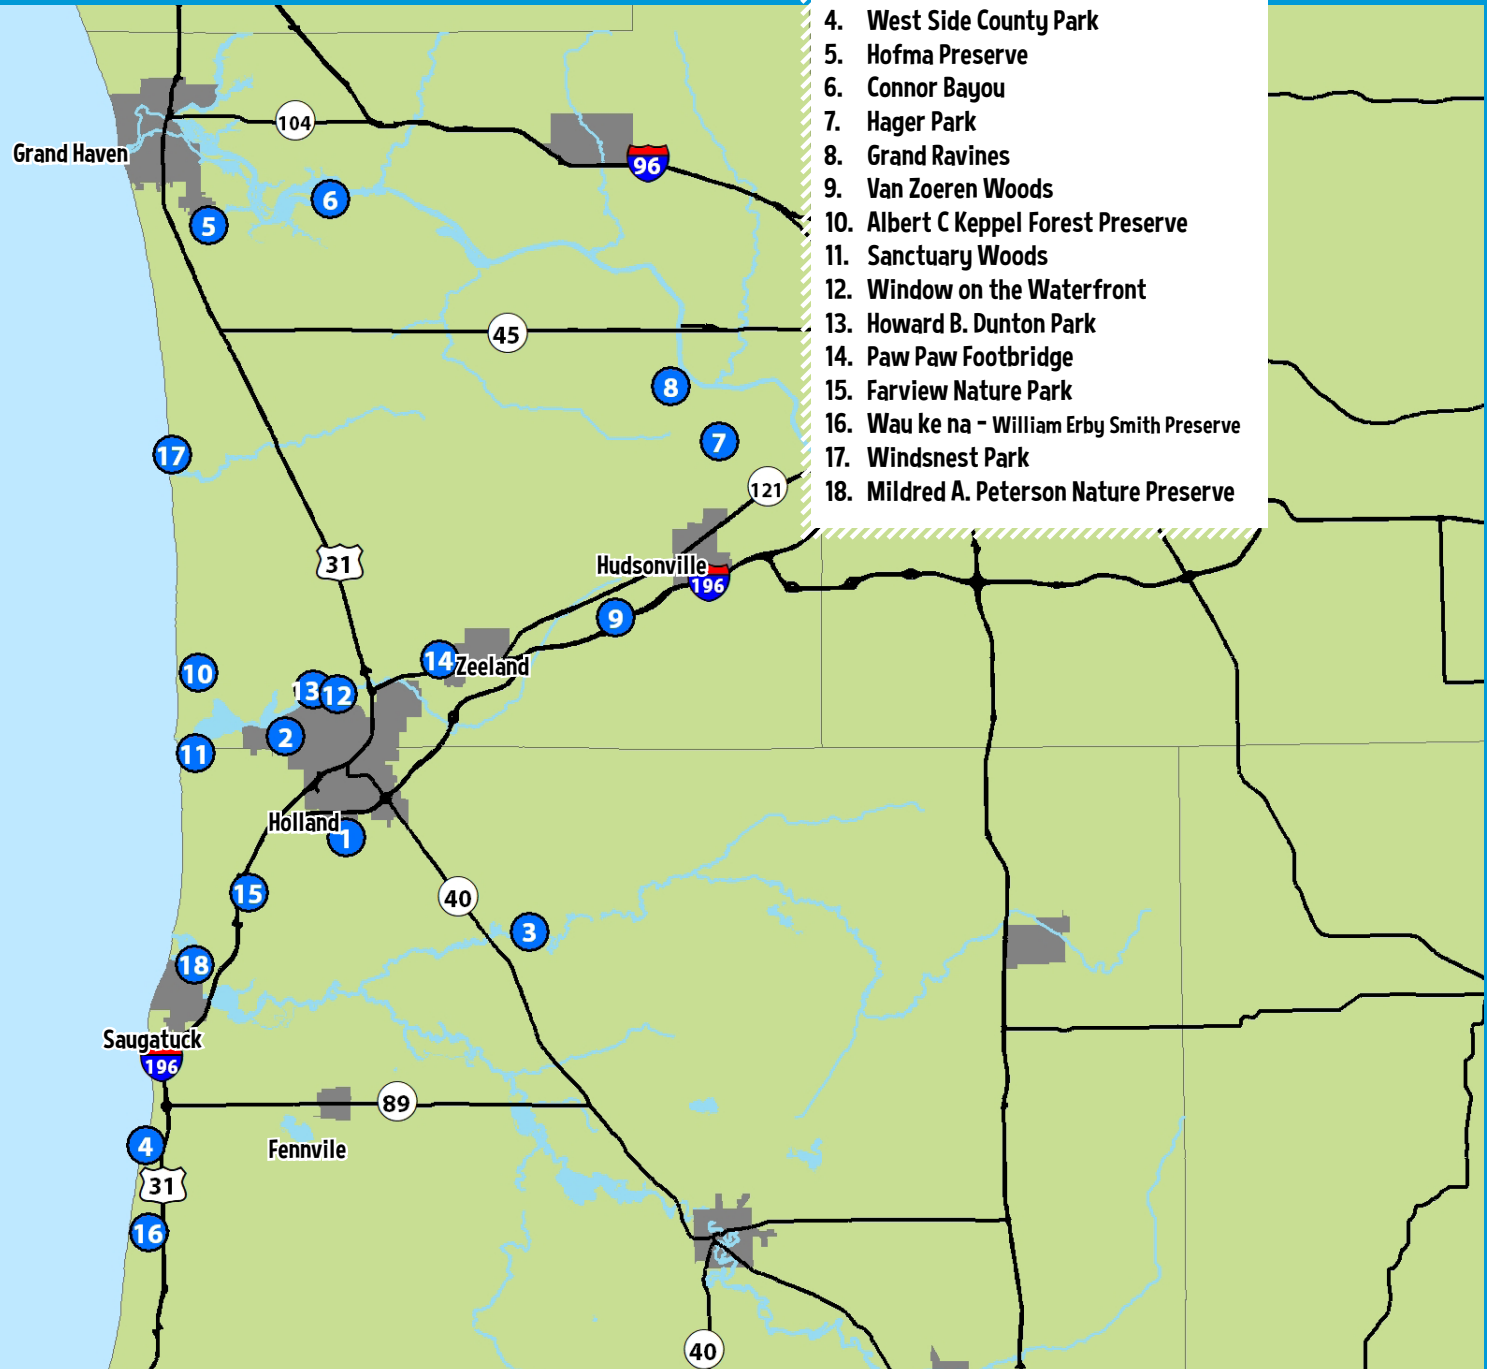 4. West Side County Park
5. Hofma Preserve
6. Connor Bayou
7. Hager Park
8. Grand Ravines
9. Van Zoeren Woods
10. Albert C Keppel Forest Preserve
11. Sanctuary Woods
12. Window on the Waterfront
13. Howard B. Dunton Park
14. Paw Paw Footbridge
15. Farview Nature Park
16. Wau ke na - William Erby Smith Preserve
17. Windsnest Park
18. Mildred A. Peterson Nature Preserve
104
Grand Haven
96
6
5
45
8
7
17
121
31
Hudsonville
196
9
14
Zeeland
10
13
12
2
11
Holland
1
15
40
3
18
Saugatuck
196
89
4
Fennvile
31
16
40